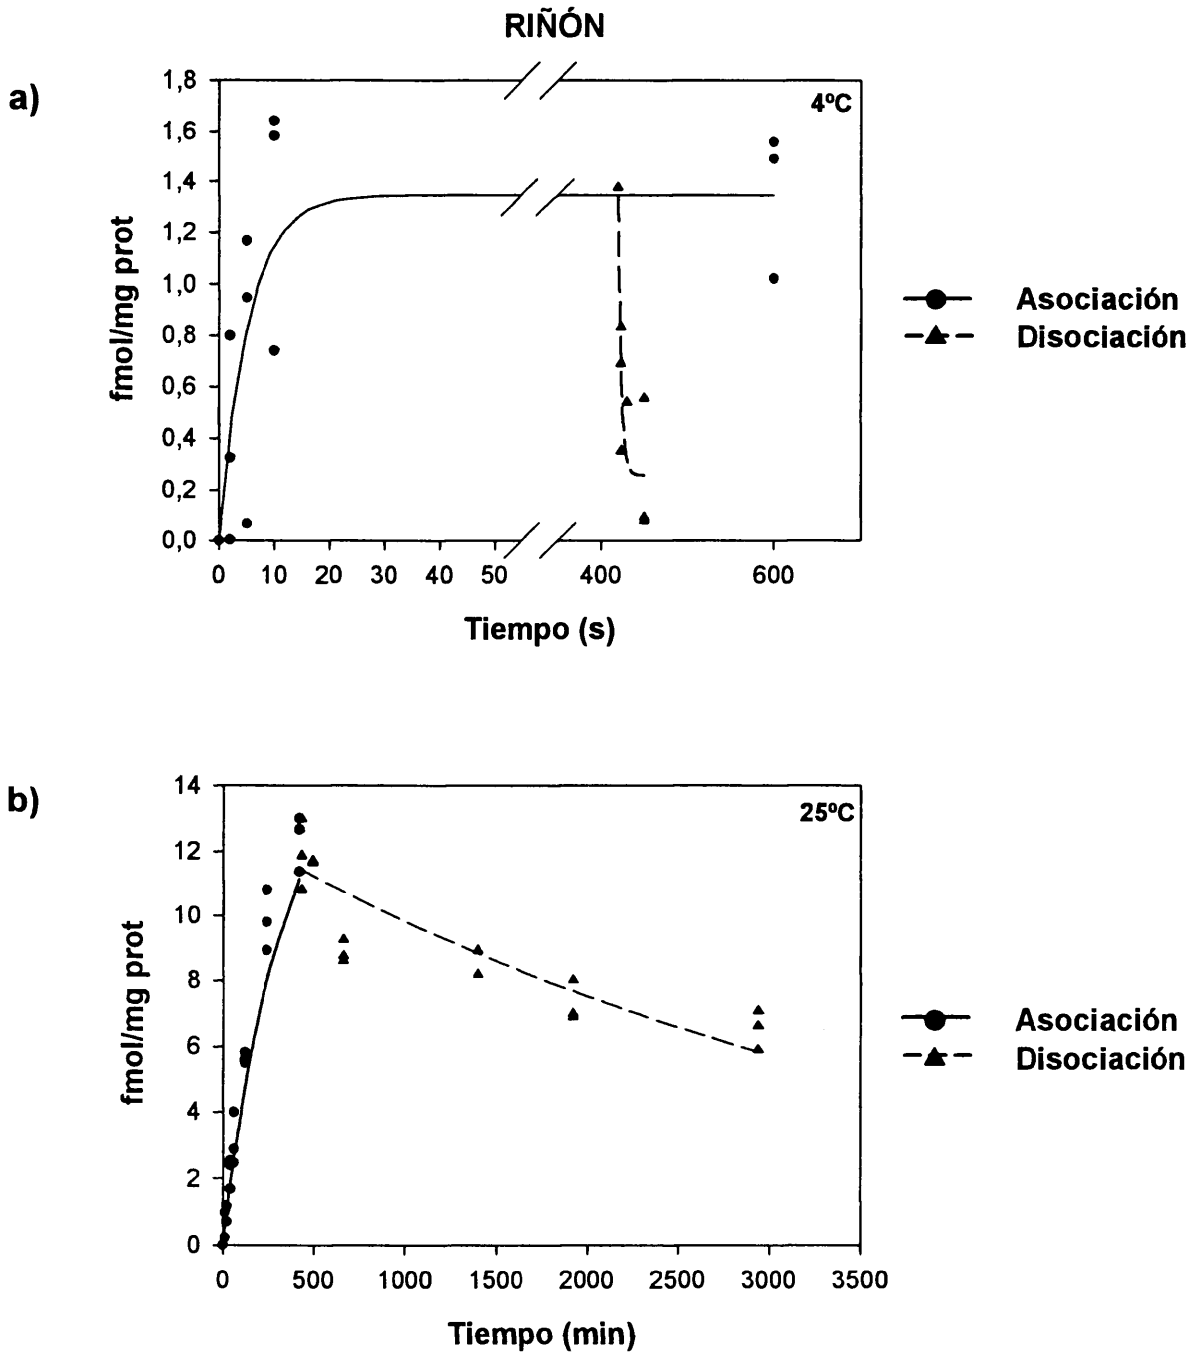 RIÑÓN
a)
4ºC
fmol/mg prot
1,8
1,6
1,4
1,2
1,0
0,8
0,6
0,4
0,2
0,0
0 10 20 30 40 50 400 600
Tiempo (s)
Asociación
Disociación
b)
25ºC
fmol/mg prot
14
12
10
8
6
4
2
0
0 500 1000 1500 2000 2500 3000 3500
Tiempo (min)
Asociación
Disociación